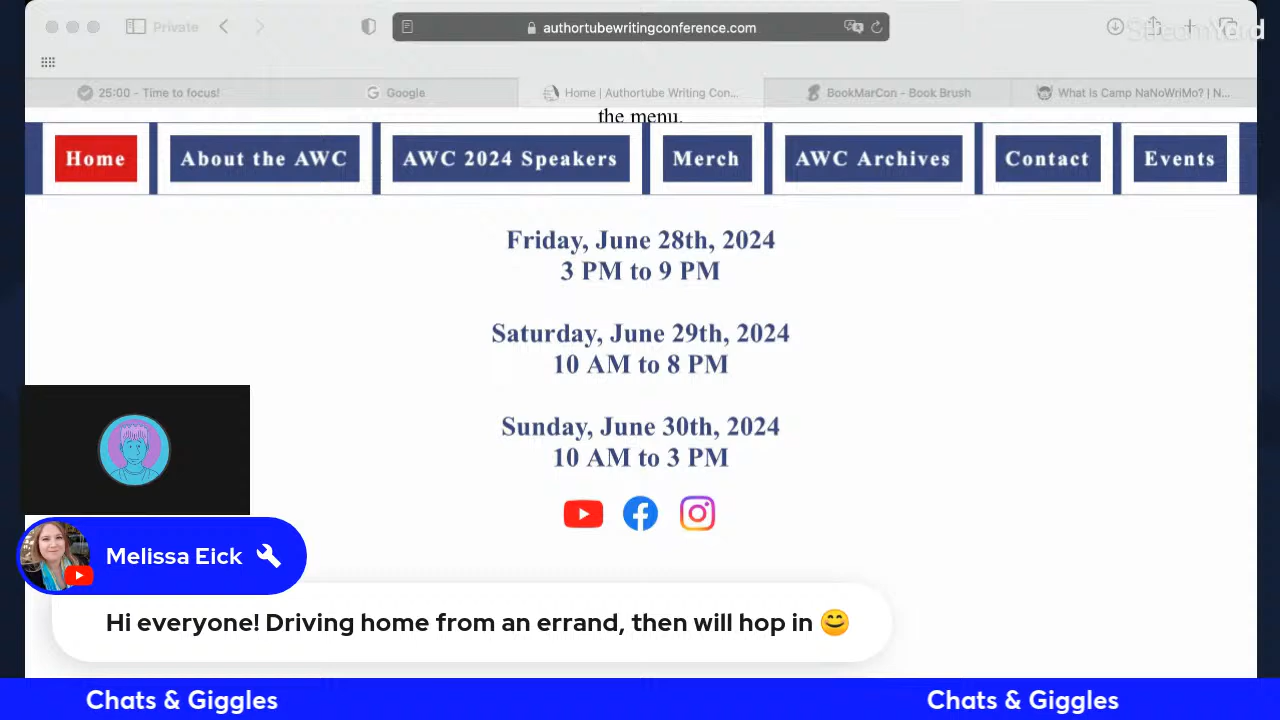 Private
authortubewritingconference.com
StreamYard
25:00 - Time to focus!
Google
Home | Authortube Writing Con...
BookMarCon - Book Brush
What Is Camp NaNoWriMo? | N...
the menu.
Home
About the AWC
AWC 2024 Speakers
Merch
AWC Archives
Contact
Events
Friday, June 28th, 2024
3 PM to 9 PM
Saturday, June 29th, 2024
10 AM to 8 PM
Sunday, June 30th, 2024
10 AM to 3 PM
Melissa Eick
Hi everyone! Driving home from an errand, then will hop in 😊
Chats & Giggles
Chats & Giggles